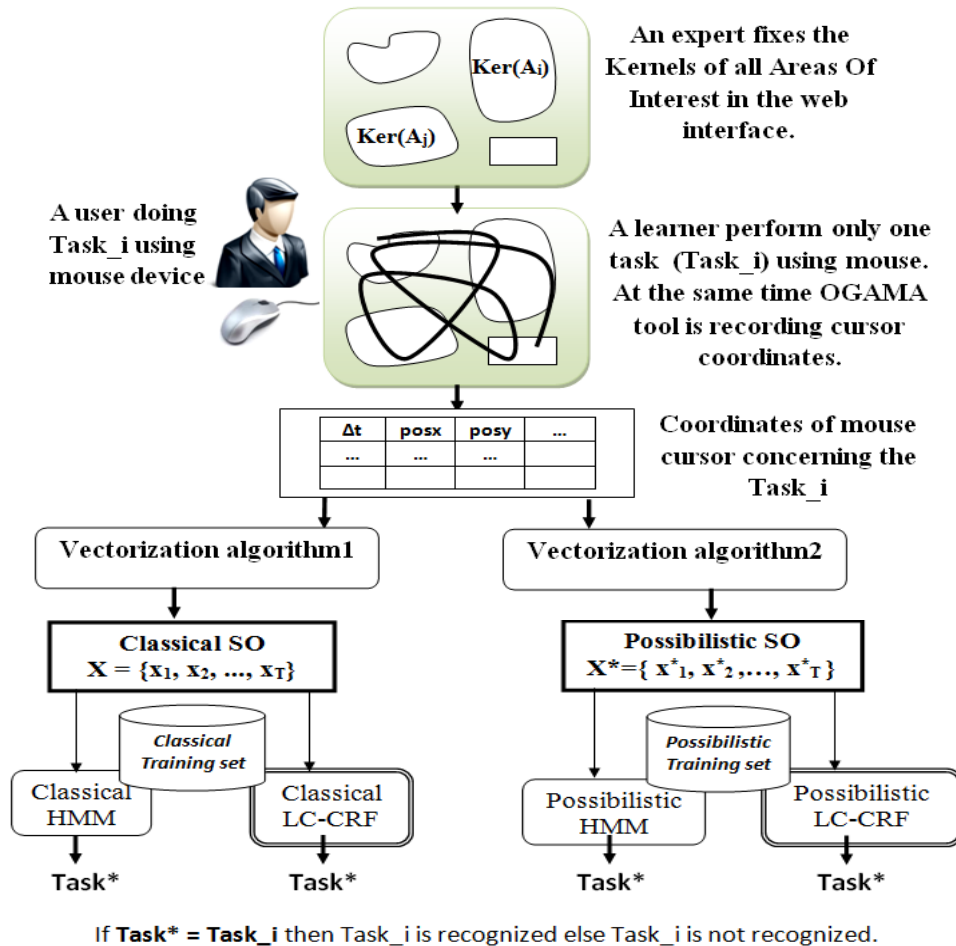 An expert fixes the
Kernels of all Areas Of
Interest in the web
interface.
Ker(Ai)
Ker(Aj)
A user doing
Task_i using
mouse device
A learner perform only one
task (Task_i) using mouse.
At the same time OGAMA
tool is recording cursor
coordinates.
Δt posx posy ...
... ... ...
Coordinates of mouse
cursor concerning the
Task_i
Vectorization algorithm1
Vectorization algorithm2
Classical SO
X = {x1, x2, ..., xT}
Possibilistic SO
X*={ x*1, x*2 ,..., x*T }
Classical
Training set
Possibilistic
Training set
Classical
HMM
Classical
LC-CRF
Possibilistic
HMM
Possibilistic
LC-CRF
Task*
Task*
Task*
Task*
If Task* = Task_i then Task_i is recognized else Task_i is not recognized.